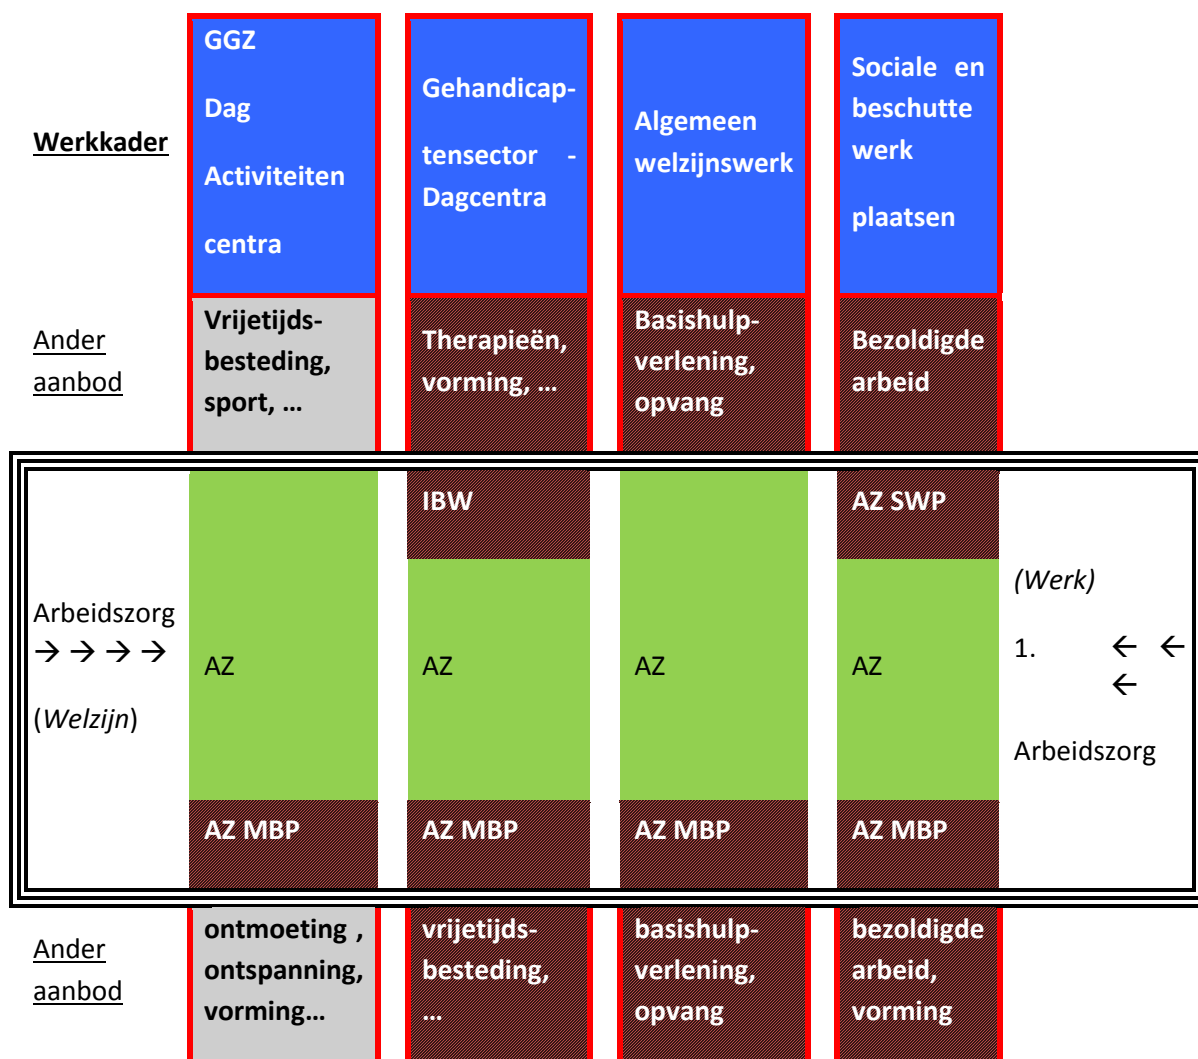 Werkkader
GGZ
Dag
Activiteiten
centra
Gehandicap-
tensector -
Dagcentra
Algemeen
welzijnswerk
Sociale en
beschutte
werk
plaatsen
Ander
aanbod
Vrijetijds-
besteding,
sport, …
Therapieën,
vorming, …
Basishulp-
verlening,
opvang
Bezoldigde
arbeid
Arbeidszorg
→ → → →
(Welzijn)
AZ
AZ MBP
IBW
AZ
AZ MBP
AZ
AZ MBP
AZ SWP
AZ
AZ MBP
(Werk)
1. ← ←
←
Arbeidszorg
Ander
aanbod
ontmoeting ,
ontspanning,
vorming…
vrijetijds-
besteding,
…
basishulp-
verlening,
opvang
bezoldigde
arbeid,
vorming